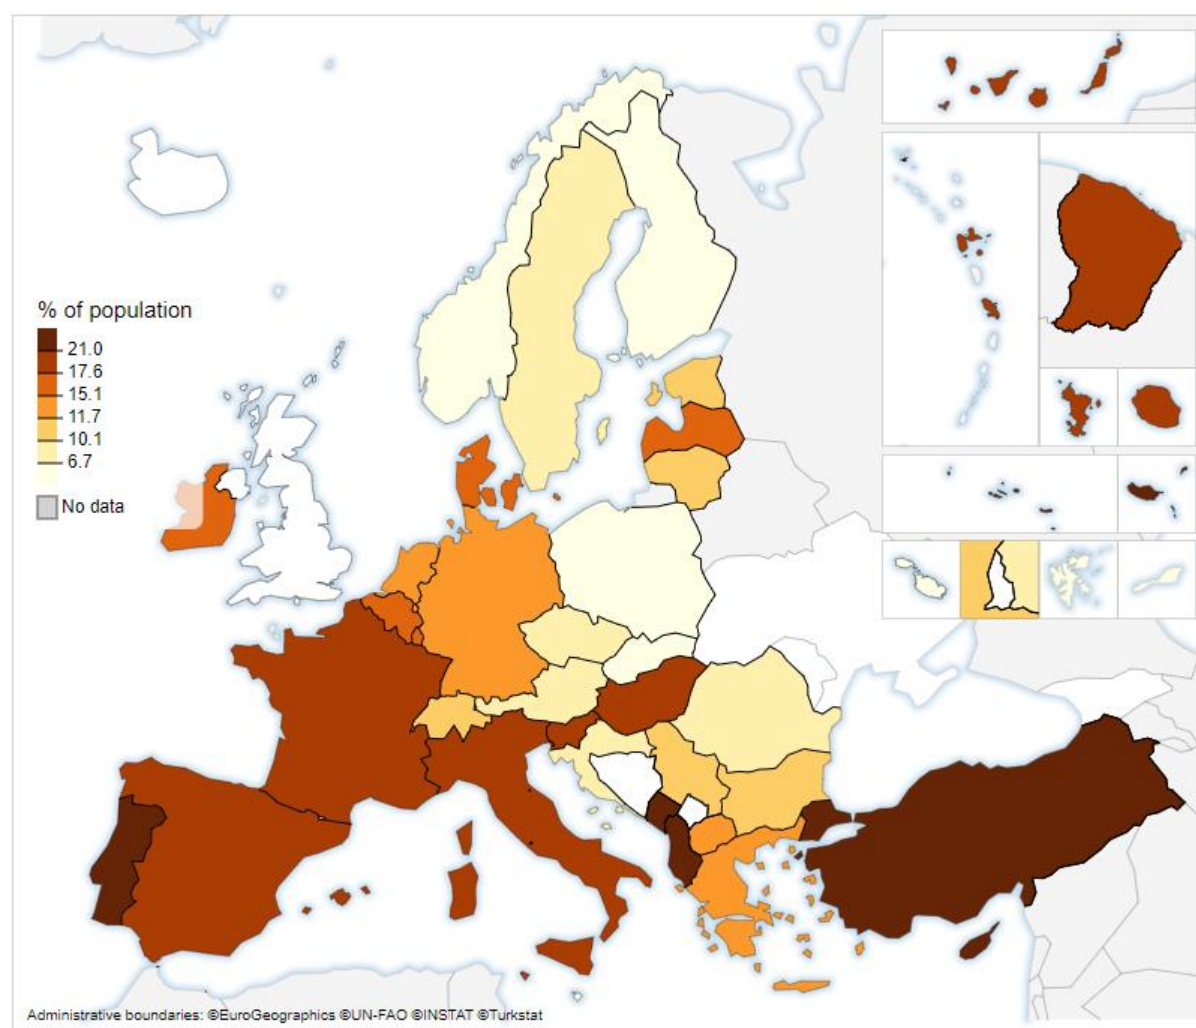 % of population
21.0
17.6
15.1
11.7
10.1
6.7
No data
Administrative boundaries: ©EuroGeographics ©UN-FAO ©INSTAT ©Turkstat